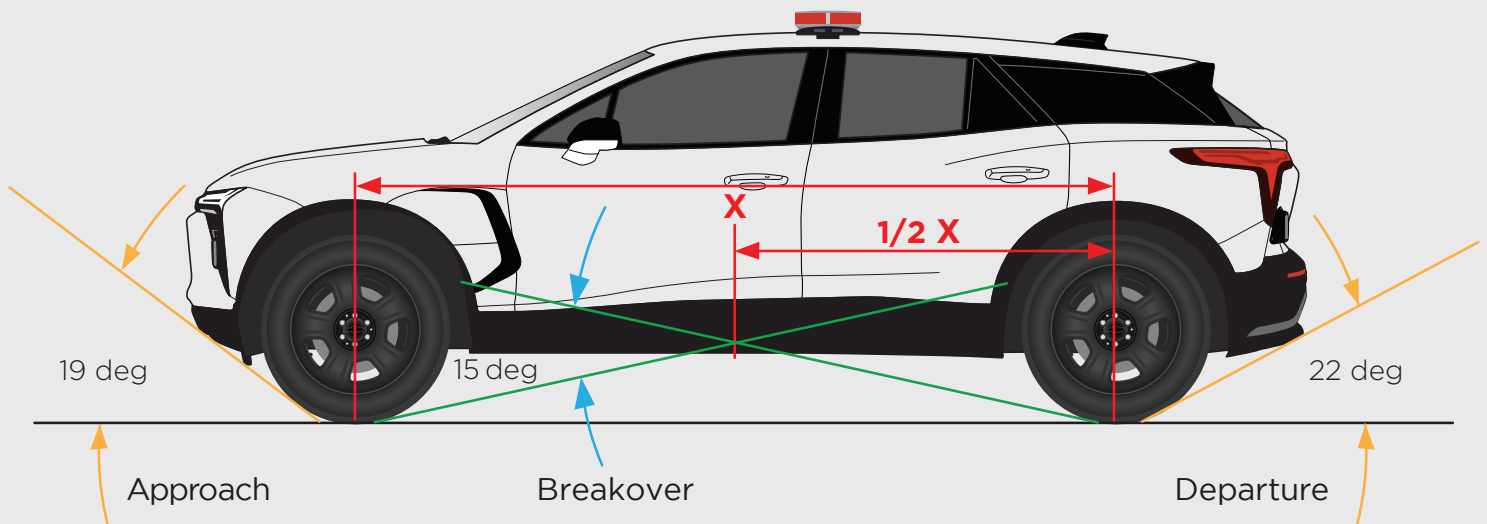 X
1/2 X
19 deg
15 deg
22 deg
Approach
Breakover
Departure